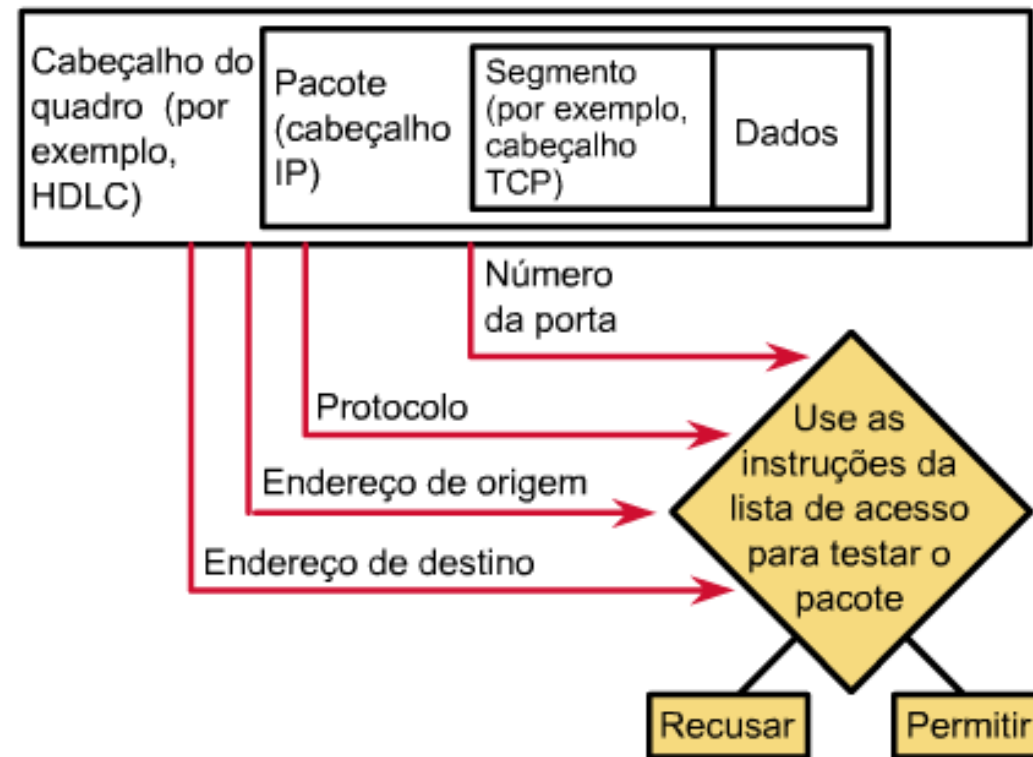 Cabeçalho do
quadro (por
exemplo,
HDLC)
Pacote
(cabeçalho
IP)
Segmento
(por exemplo,
cabeçalho
TCP)
Dados
Número
da porta
Protocolo
Endereço de origem
Endereço de destino
Use as
instruções da
lista de acesso
para testar o
pacote
Recusar
Permitir